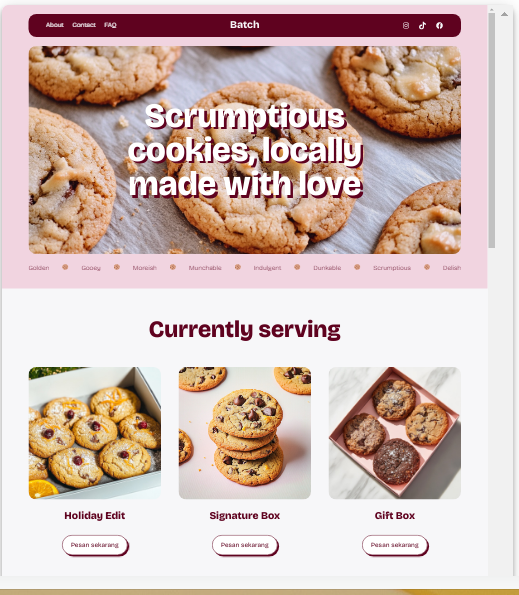 About Contact FAQ Batch
Scrumptious
cookies, locally
made with love
Golden Gooey Moreish Munchable Indulgent Dunkable Scrumptious Delish
Currently serving
Holiday Edit Signature Box Gift Box
Pesan sekarang Pesan sekarang Pesan sekarang